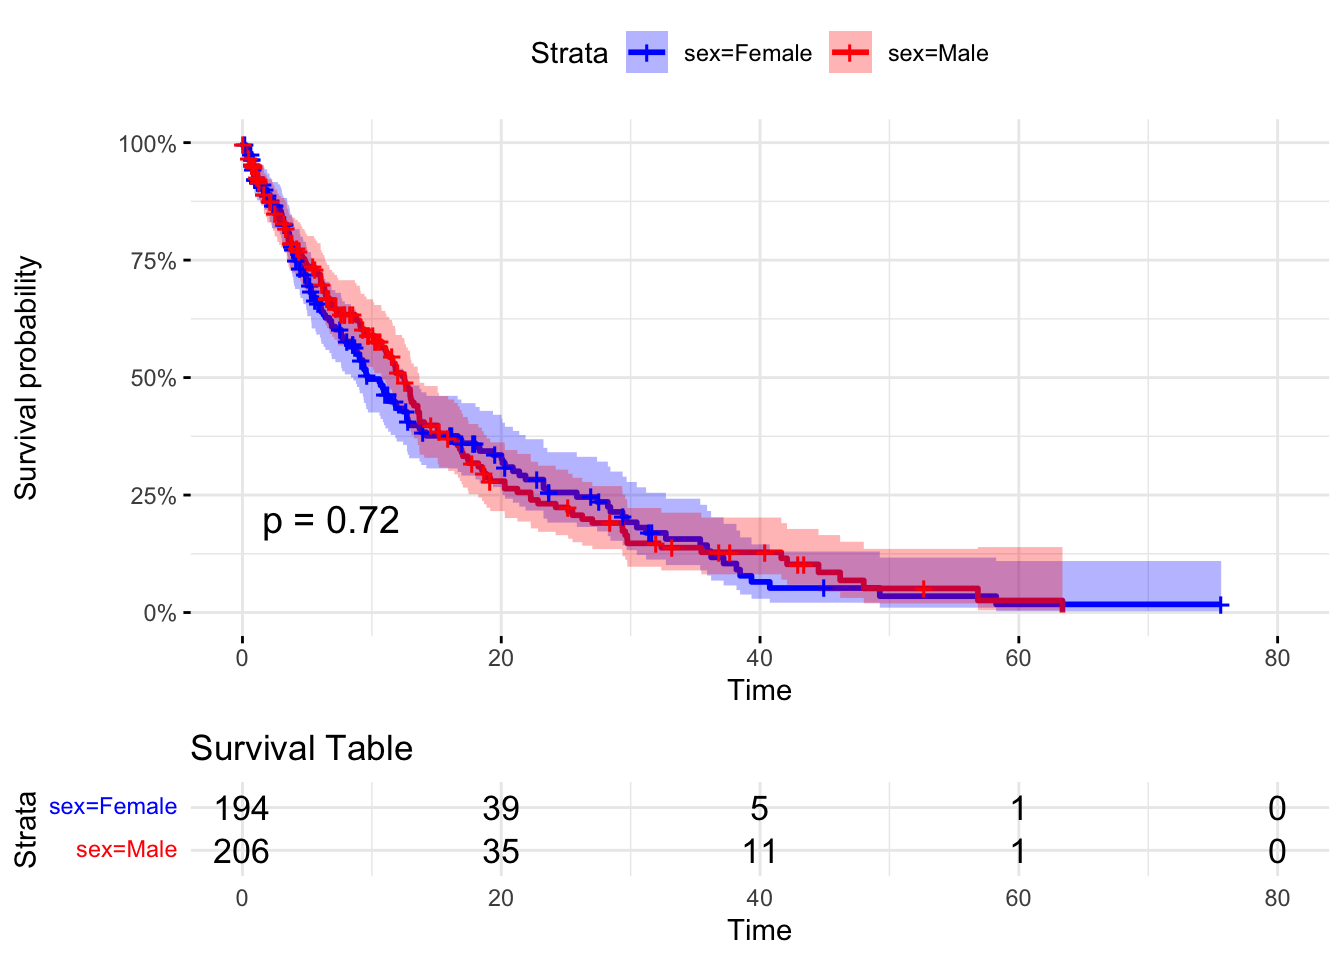 Strata sex=Female sex=Male
100%
75%
50%
25%
0%
Survival probability
p = 0.72
0 20 40 60 80
Time
Survival Table
Strata
sex=Female 194 39 5 1 0
sex=Male 206 35 11 1 0
0 20 40 60 80
Time